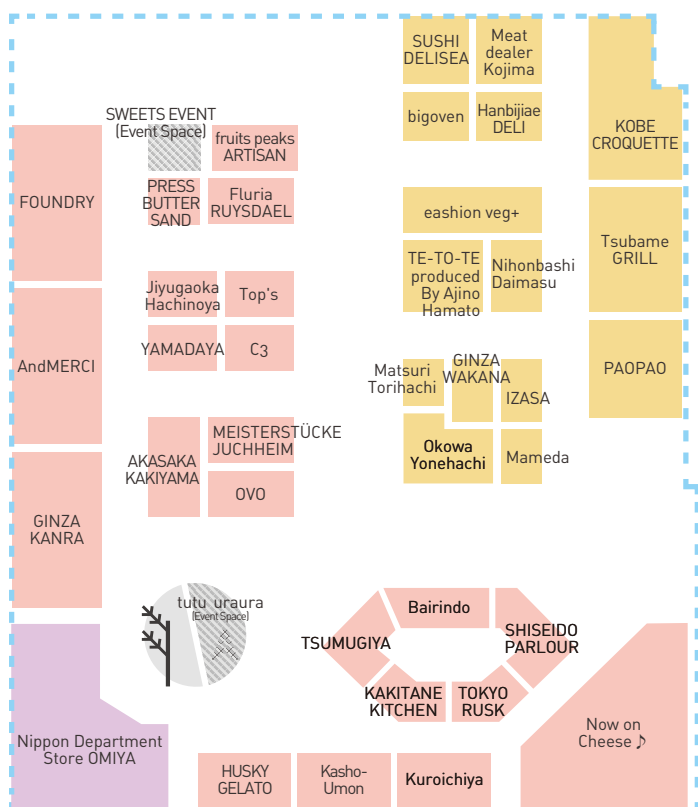 SUSHI
DELISEA
Meat
dealer
Kojima
bigoven
Hanbijiae
DELI
KOBE
CROQUETTE
SWEETS EVENT
(Event Space)
fruits peaks
ARTISAN
FOUNDRY
PRESS
BUTTER
SAND
Fluria
RUYSDAEL
eashion veg+
TE-TO-TE
produced
By Ajino
Hamato
Nihonbashi
Daimasu
Tsubame
GRILL
Jiyugaoka
Hachinoya
Top's
AndMERCI
YAMADAYA
C3
Matsuri
Torihachi
GINZA
WAKANA
IZASA
PAOPAO
AKASAKA
KAKIYAMA
MEISTERSTÜCKE
JUCHHEIM
OVO
Okowa
Yonehachi
Mameda
GINZA
KANRA
tutu uraura
(Event Space)
Bairindo
TSUMUGIYA
SHISEIDO
PARLOUR
KAKITANE
KITCHEN
TOKYO
RUSK
Nippon Department
Store OMIYA
Now on
Cheese♪
HUSKY
GELATO
Kasho-
Umon
Kuroichiya